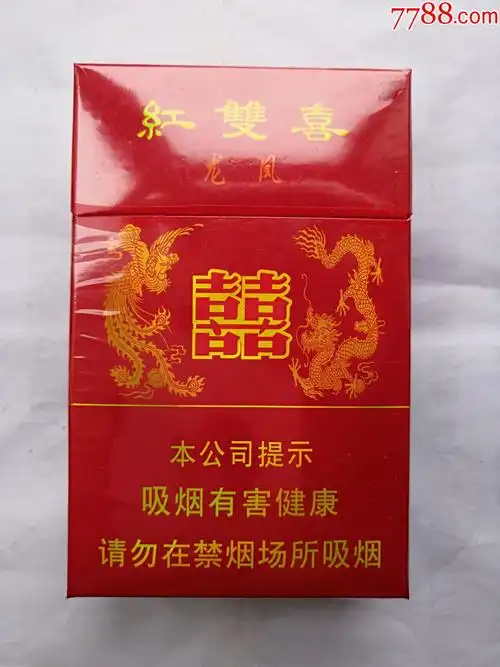 7788.com
紅雙喜
龙凤
囍
本公司提示
吸烟有害健康
请勿在禁烟场所吸烟